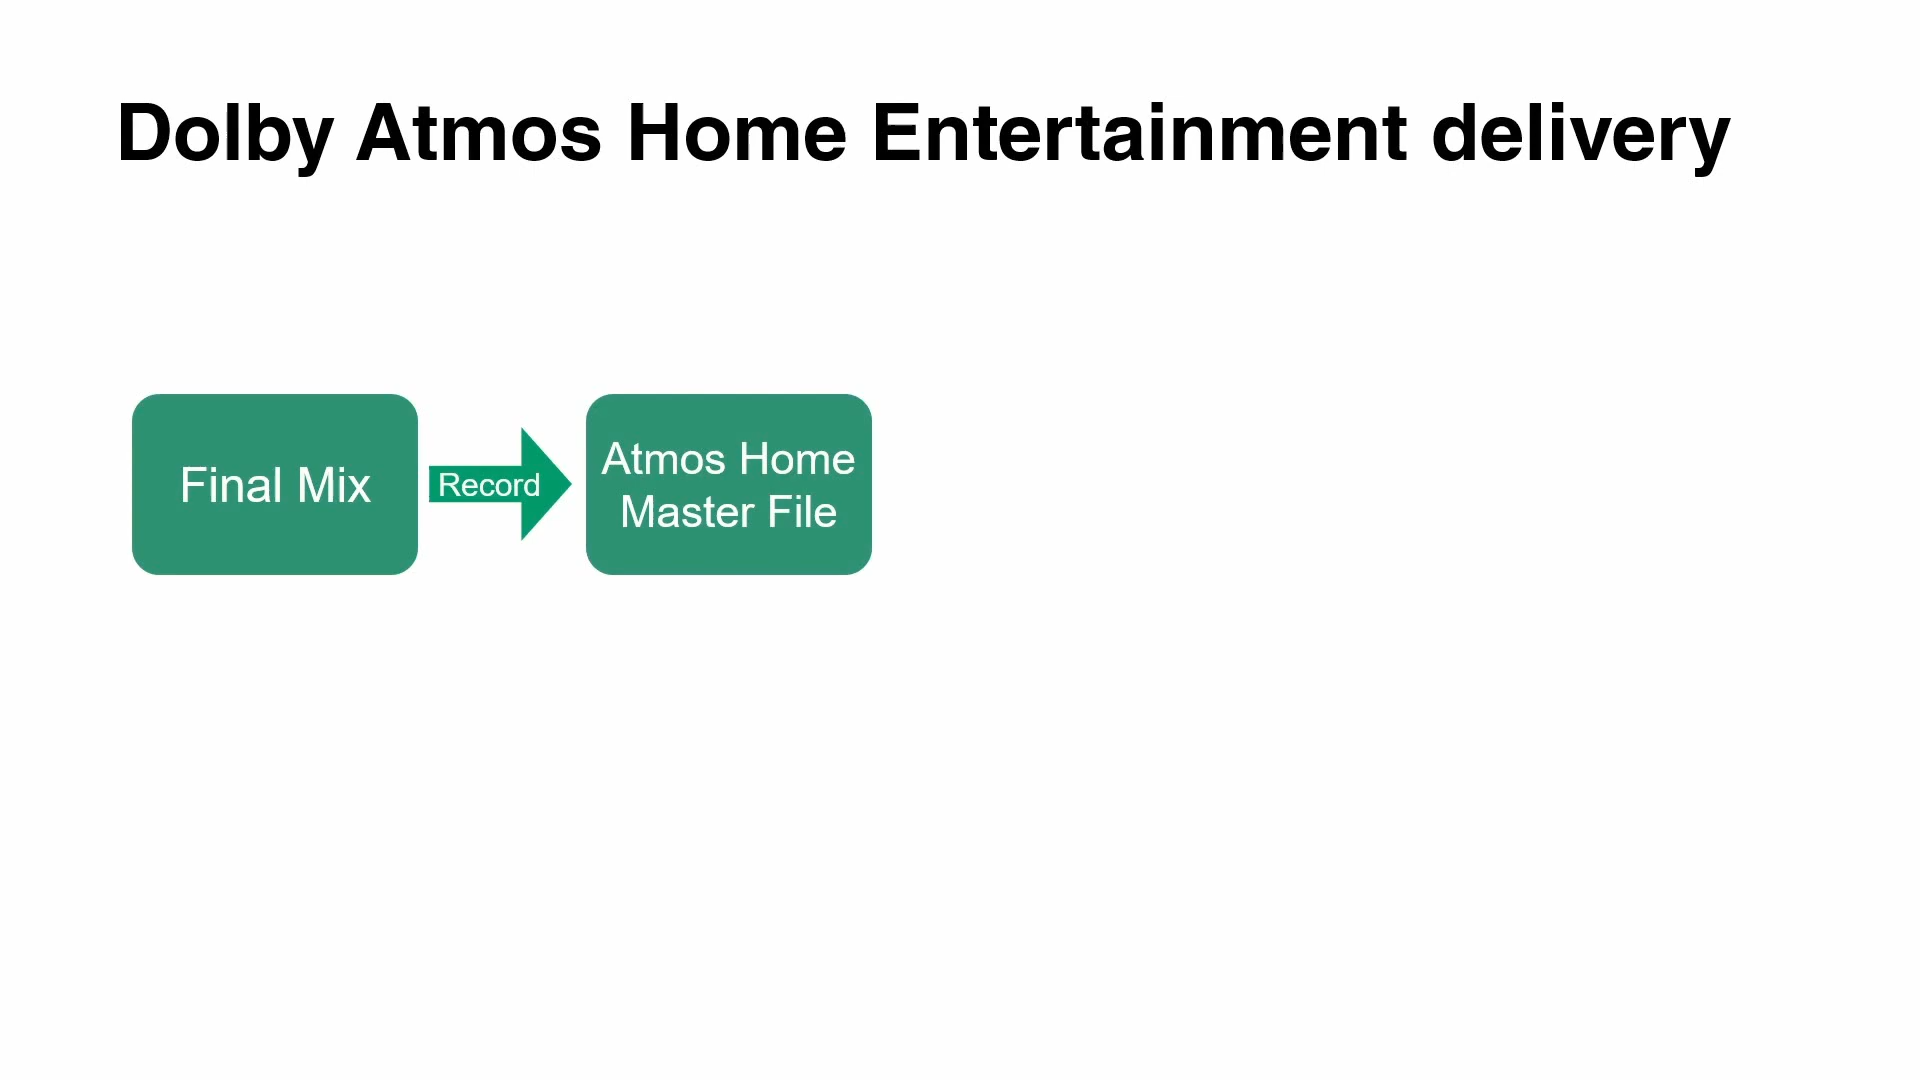 Dolby Atmos Home Entertainment delivery
Final Mix
Record
Atmos Home
Master File